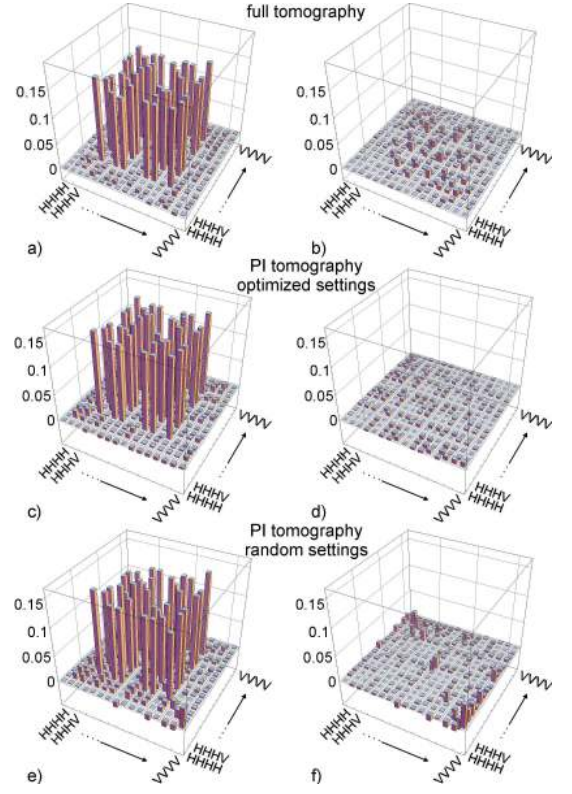 full tomography
0.15
0.1
0.05
0
HHHH
HHHV
VVVV
HHHV
HHHH
VVVV
a)
0.15
0.1
0.05
0
HHHH
HHHV
VVVV
HHHV
HHHH
VVVV
b)
PI tomography
optimized settings
0.15
0.1
0.05
0
HHHH
HHHV
VVVV
HHHV
HHHH
VVVV
c)
0.15
0.1
0.05
0
HHHH
HHHV
VVVV
HHHV
HHHH
VVVV
d)
PI tomography
random settings
0.15
0.1
0.05
0
HHHH
HHHV
VVVV
HHHV
HHHH
VVVV
e)
0.15
0.1
0.05
0
HHHH
HHHV
VVVV
HHHV
HHHH
VVVV
f)